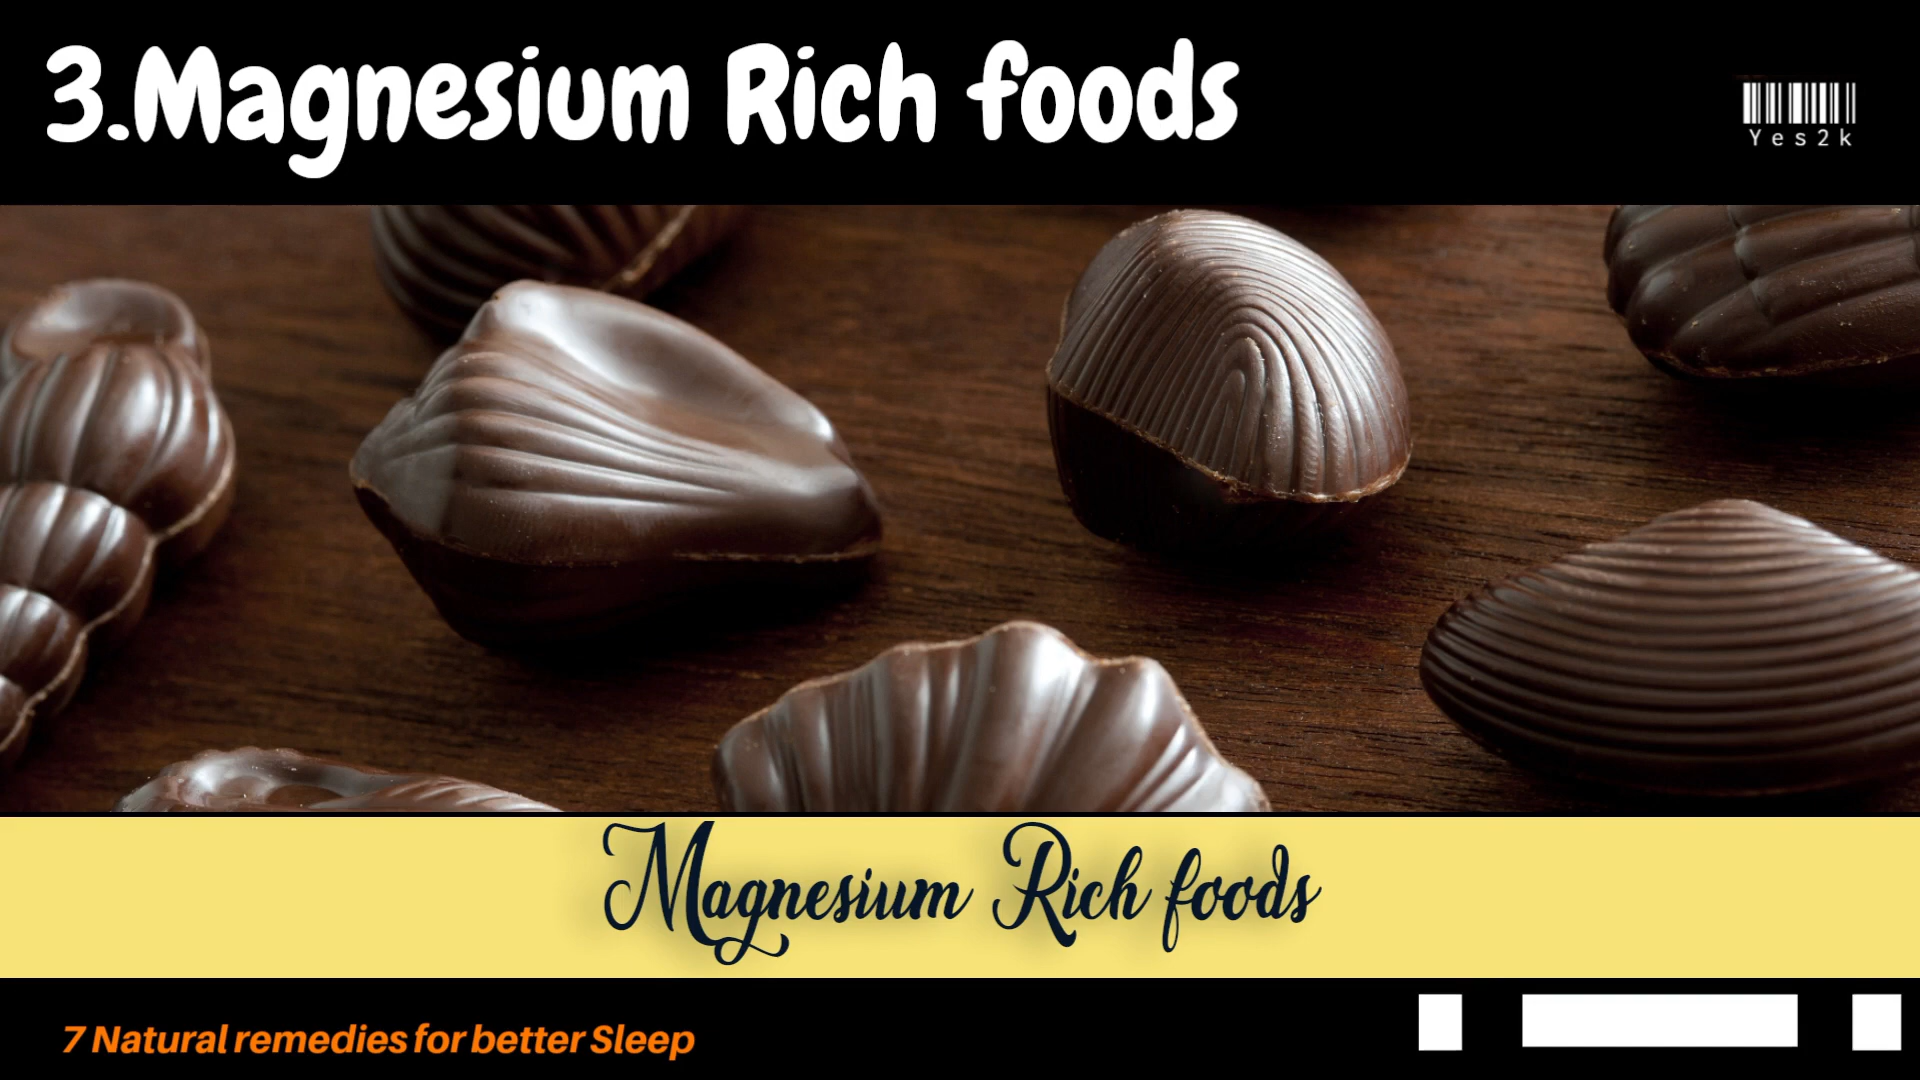 3.Magnesium Rich foods
Yes2k
Magnesium Rich foods
7 Natural remedies for better Sleep